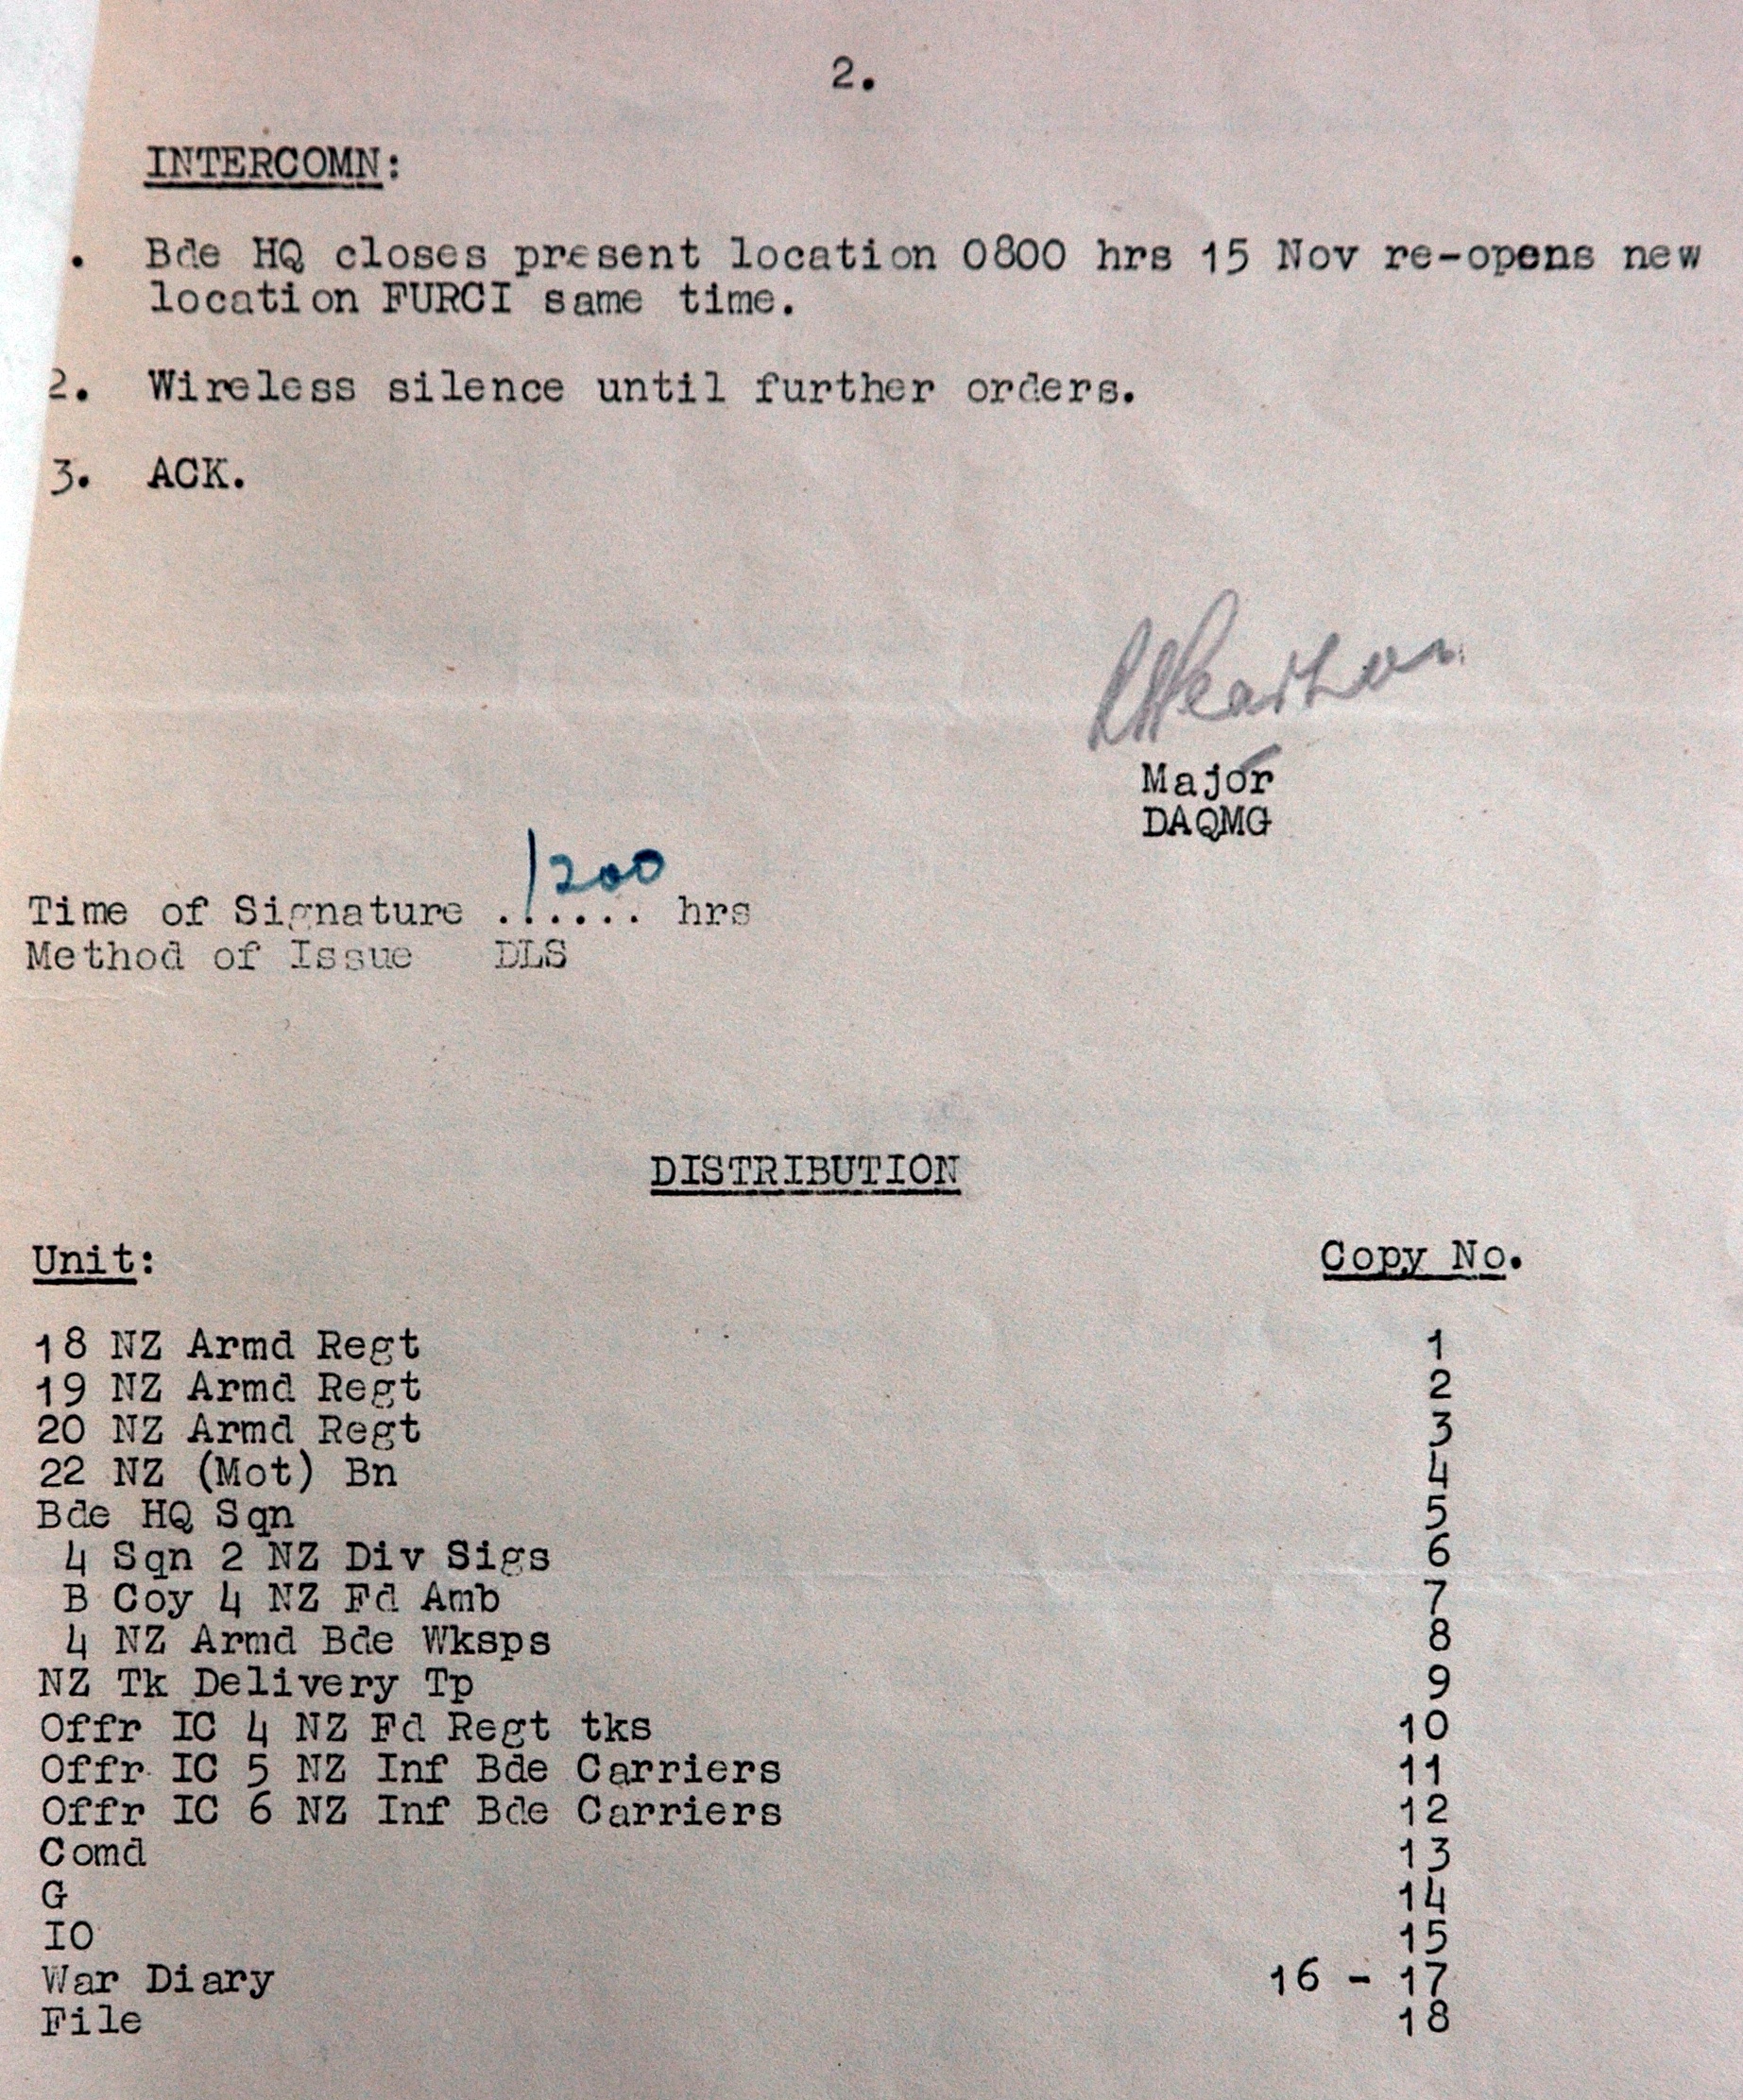 2.
INTERCOMN:
. Bde HQ closes present location 0800 hrs 15 Nov re-opens new
location FURCI same time.
2. Wireless silence until further orders.
3. ACK.
Major
DAQMG
1200
Time of Signature ...... hrs
Method of Issue DLS
DISTRIBUTION
Unit: Copy No.
18 NZ Armd Regt 1
19 NZ Armd Regt 2
20 NZ Armd Regt 3
22 NZ (Mot) Bn 4
Bde HQ Sqn 5
4 Sqn 2 NZ Div Sigs 6
B Coy 4 NZ Fd Amb 7
4 NZ Armd Bde Wksps 8
NZ Tk Delivery Tp 9
Offr IC 4 NZ Fd Regt tks 10
Offr IC 5 NZ Inf Bde Carriers 11
Offr IC 6 NZ Inf Bde Carriers 12
Comd 13
G 14
IO 15
War Diary 16 - 17
File 18